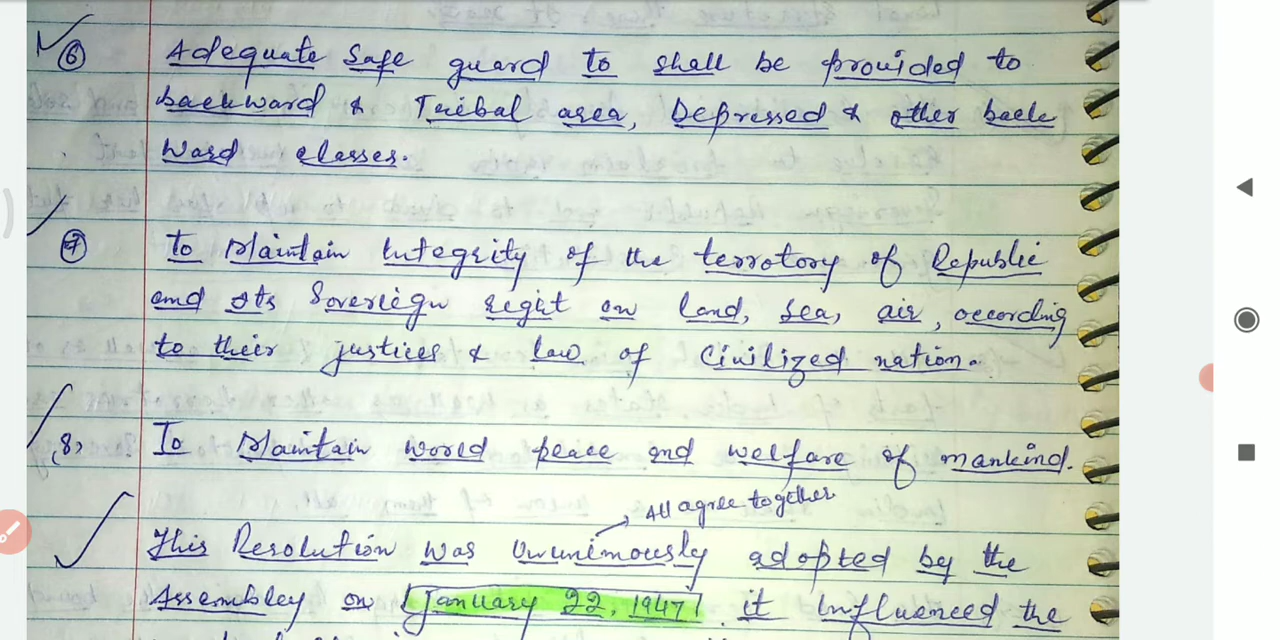 6 Adequate Safe guard to shall be provided to
backward & Tribal area, Depressed & other back
ward classes.
7 To Maintain Integrity of the terrotory of Republic
and its Sovereign right on land, sea, air, according
to their justices & law of civilized nation.
(8) To Maintain world peace and welfare of mankind.
→ All agree together
This Resolution was Ununimously adopted by the
Assembley on January 22, 1947. it influenced the